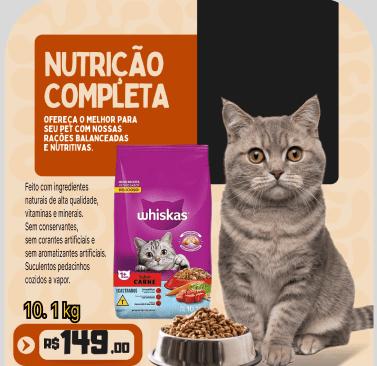 NUTRIÇÃO
COMPLETA
OFEREÇA O MELHOR PARA
SEU PET COM NOSSAS
RAÇÕES BALANCEADAS
E NUTRITIVAS.
Feito com ingredientes
naturais de alta qualidade,
vitaminas e minerais.
Sem conservantes,
sem corantes artificiais e
sem aromatizantes artificiais.
Suculentos pedacinhos
cozidos a vapor.
whiskas
CARNE
CASTRADOS
10. 1 kg
R$149,00